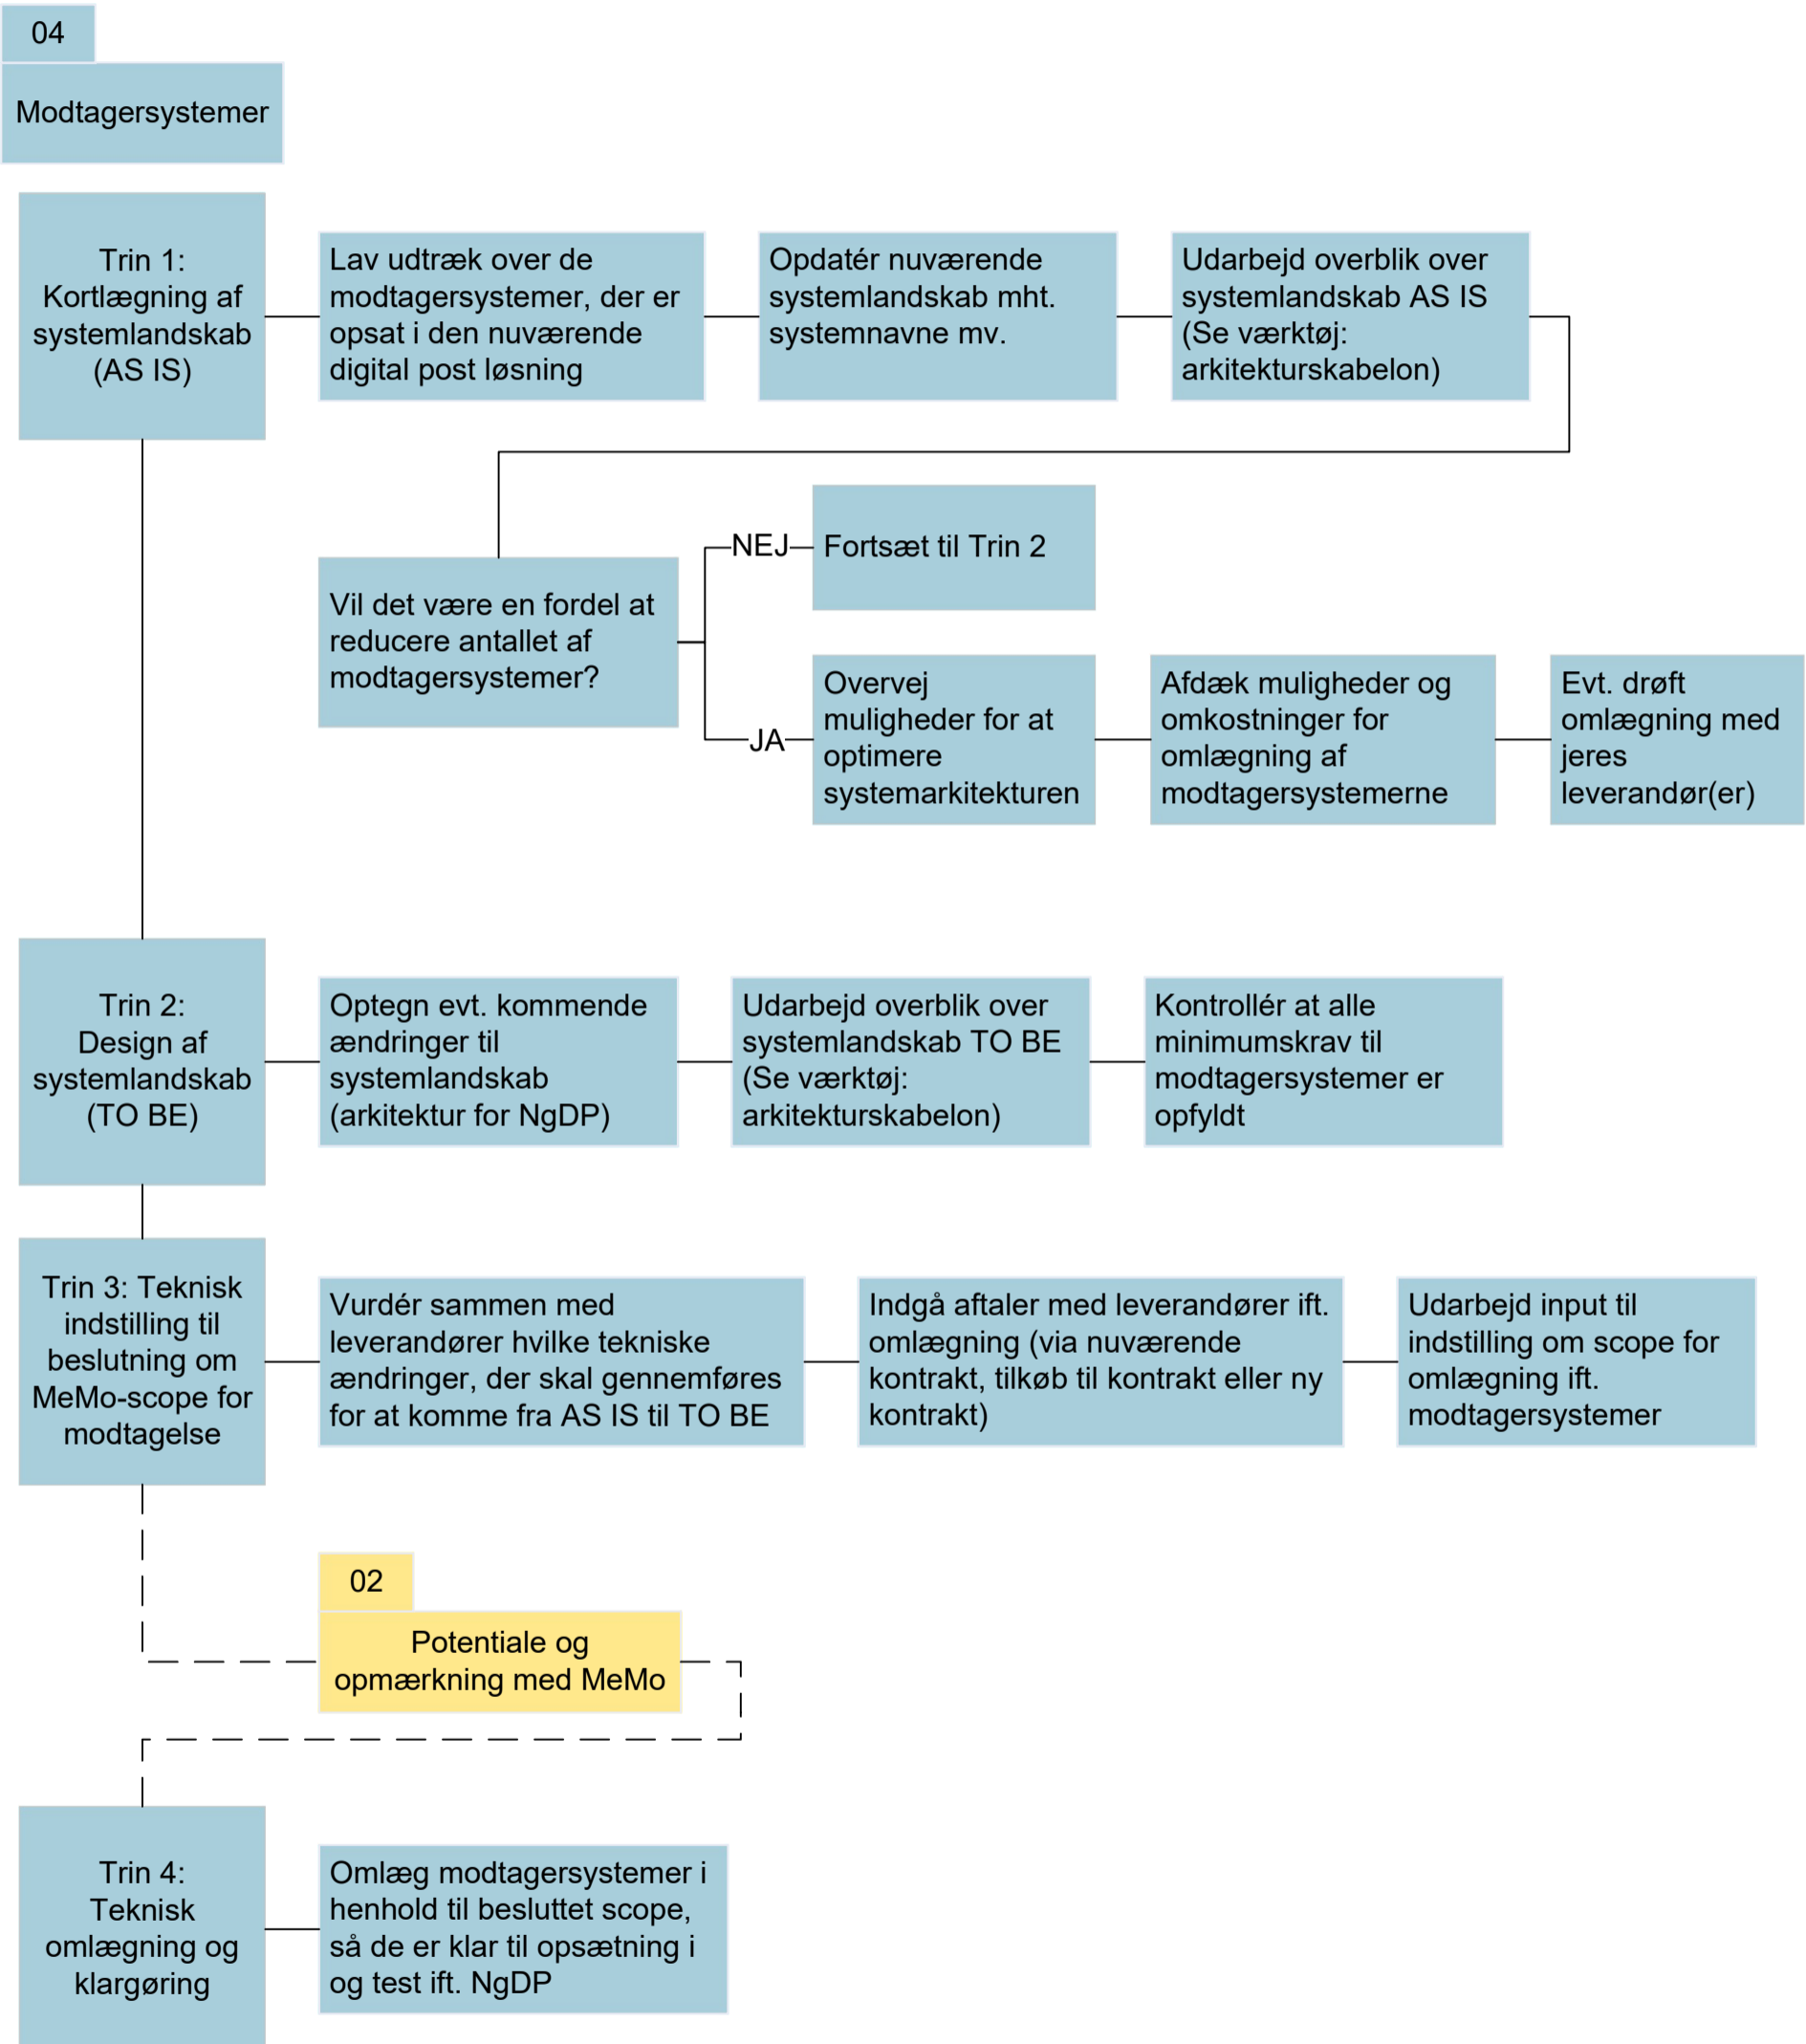 04
Modtagersystemer
Trin 1:
Kortlægning af
systemlandskab
(AS IS)
Lav udtræk over de
modtagersystemer, der er
opsat i den nuværende
digital post løsning
Opdatér nuværende
systemlandskab mht.
systemnavne mv.
Udarbejd overblik over
systemlandskab AS IS
(Se værktøj:
arkitekturskabelon)
Vil det være en fordel at
reducere antallet af
modtagersystemer?
NEJ
Fortsæt til Trin 2
JA
Overvej
muligheder for at
optimere
systemarkitekturen
Afdæk muligheder og
omkostninger for
omlægning af
modtagersystemerne
Evt. drøft
omlægning med
jeres
leverandør(er)
Trin 2:
Design af
systemlandskab
(TO BE)
Optegn evt. kommende
ændringer til
systemlandskab
(arkitektur for NgDP)
Udarbejd overblik over
systemlandskab TO BE
(Se værktøj:
arkitekturskabelon)
Kontrollér at alle
minimumskrav til
modtagersystemer er
opfyldt
Trin 3: Teknisk
indstilling til
beslutning om
MeMo-scope for
modtagelse
Vurdér sammen med
leverandører hvilke tekniske
ændringer, der skal gennemføres
for at komme fra AS IS til TO BE
Indgå aftaler med leverandører ift.
omlægning (via nuværende
kontrakt, tilkøb til kontrakt eller ny
kontrakt)
Udarbejd input til
indstilling om scope for
omlægning ift.
modtagersystemer
02
Potentiale og
opmærkning med MeMo
Trin 4:
Teknisk
omlægning og
klargøring
Omlæg modtagersystemer i
henhold til besluttet scope,
så de er klar til opsætning i
og test ift. NgDP